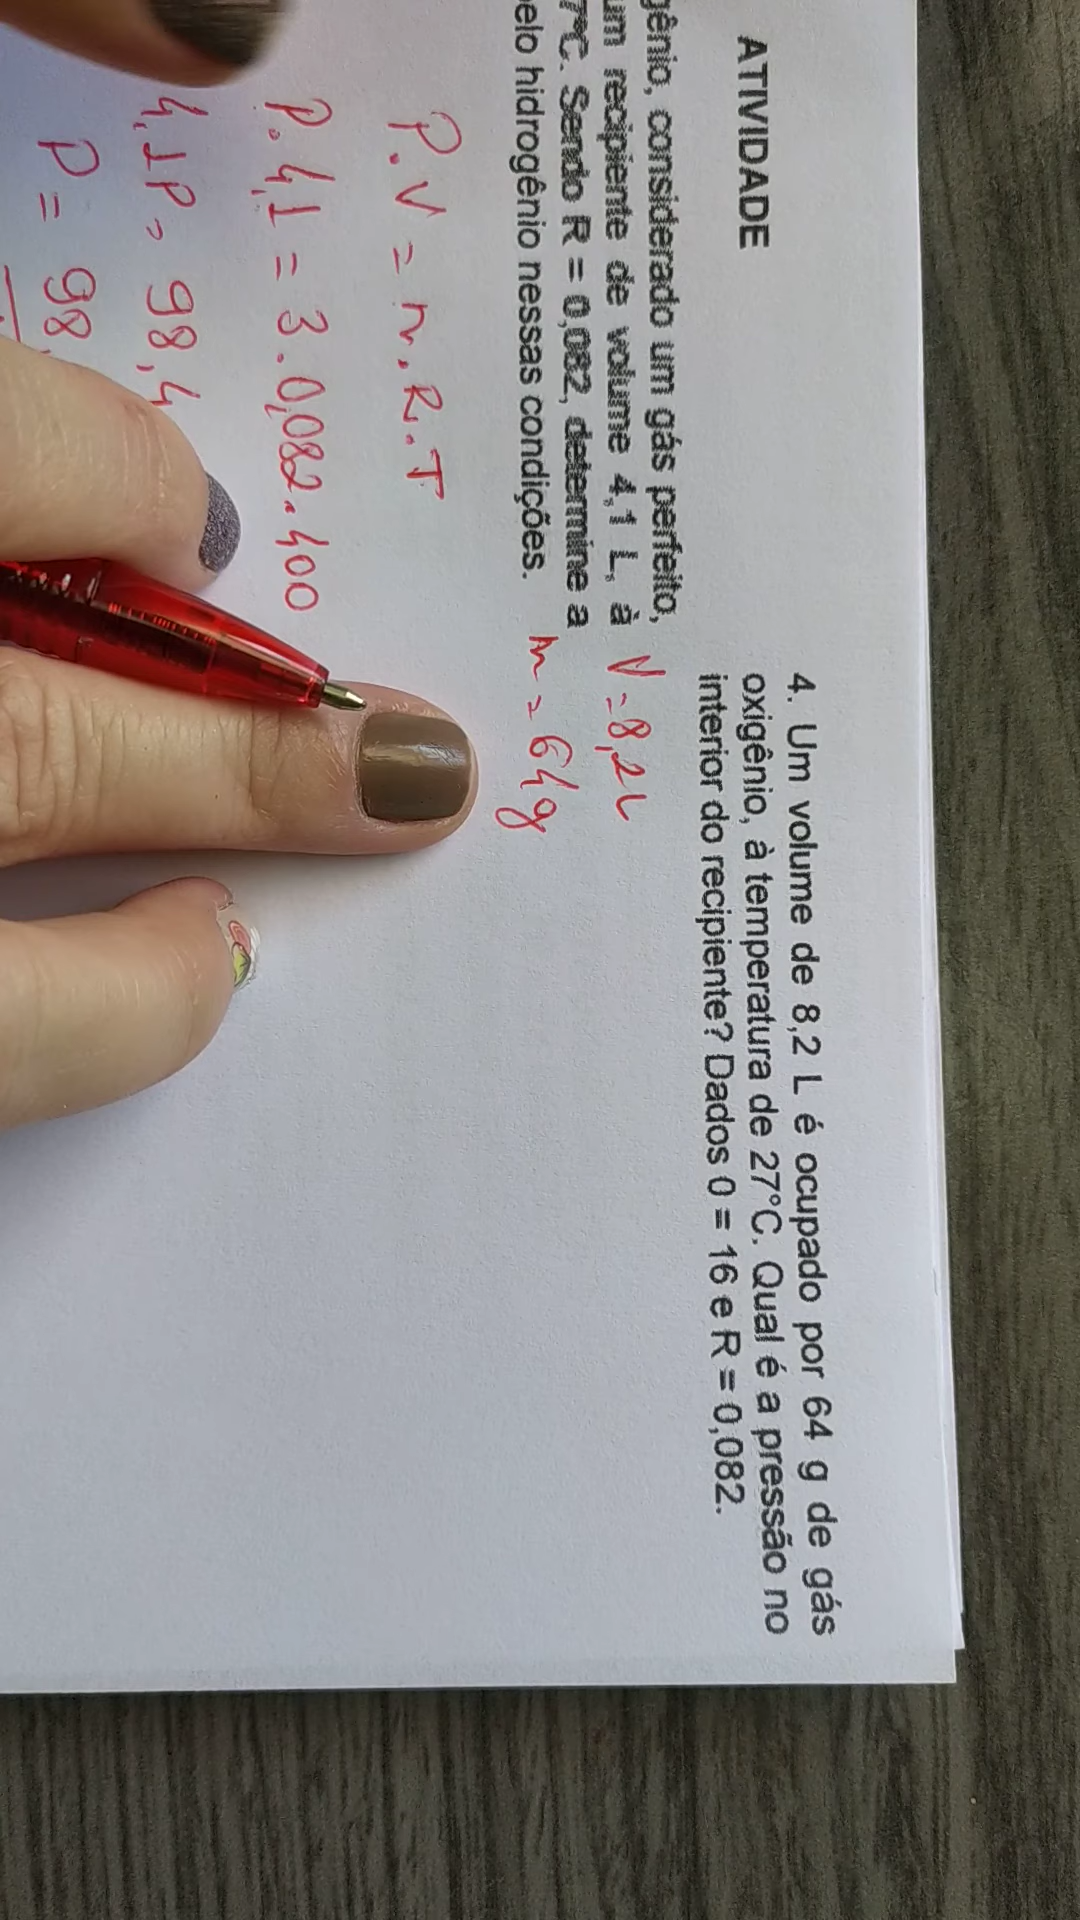 ATIVIDADE
gênio, considerado um gás perfeito,
um recipiente de volume 4,1 L, à
7°C. Sendo R = 0,082, determine a
pelo hidrogênio nessas condições.
P.V = n.R.T
P.4,1 = 3.0,082.400
4,1P = 98,4
P = 98,
4. Um volume de 8,2 L é ocupado por 64 g de gás
oxigênio, à temperatura de 27°C. Qual é a pressão no
interior do recipiente? Dados 0 = 16 e R = 0,082.
V = 8,2L
m = 64g